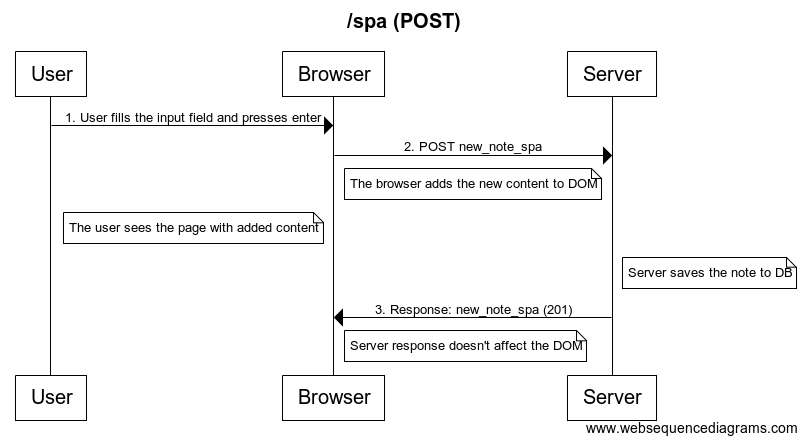 /spa (POST)
User
Browser
Server
1. User fills the input field and presses enter
2. POST new_note_spa
The browser adds the new content to DOM
The user sees the page with added content
Server saves the note to DB
3. Response: new_note_spa (201)
Server response doesn't affect the DOM
User
Browser
Server
www.websequencediagrams.com